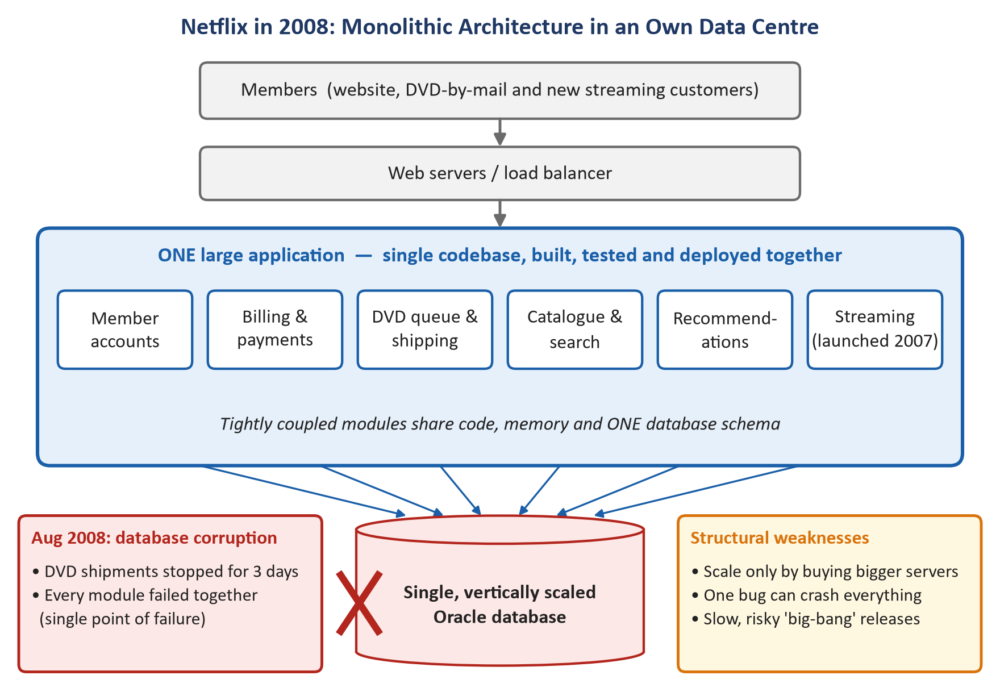 Netflix in 2008: Monolithic Architecture in an Own Data Centre
Members (website, DVD-by-mail and new streaming customers)
Web servers / load balancer
ONE large application — single codebase, built, tested and deployed together
Member
accounts
Billing &
payments
DVD queue &
shipping
Catalogue &
search
Recommend-
ations
Streaming
(launched 2007)
Tightly coupled modules share code, memory and ONE database schema
Aug 2008: database corruption
• DVD shipments stopped for 3 days
• Every module failed together
(single point of failure)
Single, vertically scaled
Oracle database
Structural weaknesses
• Scale only by buying bigger servers
• One bug can crash everything
• Slow, risky 'big-bang' releases